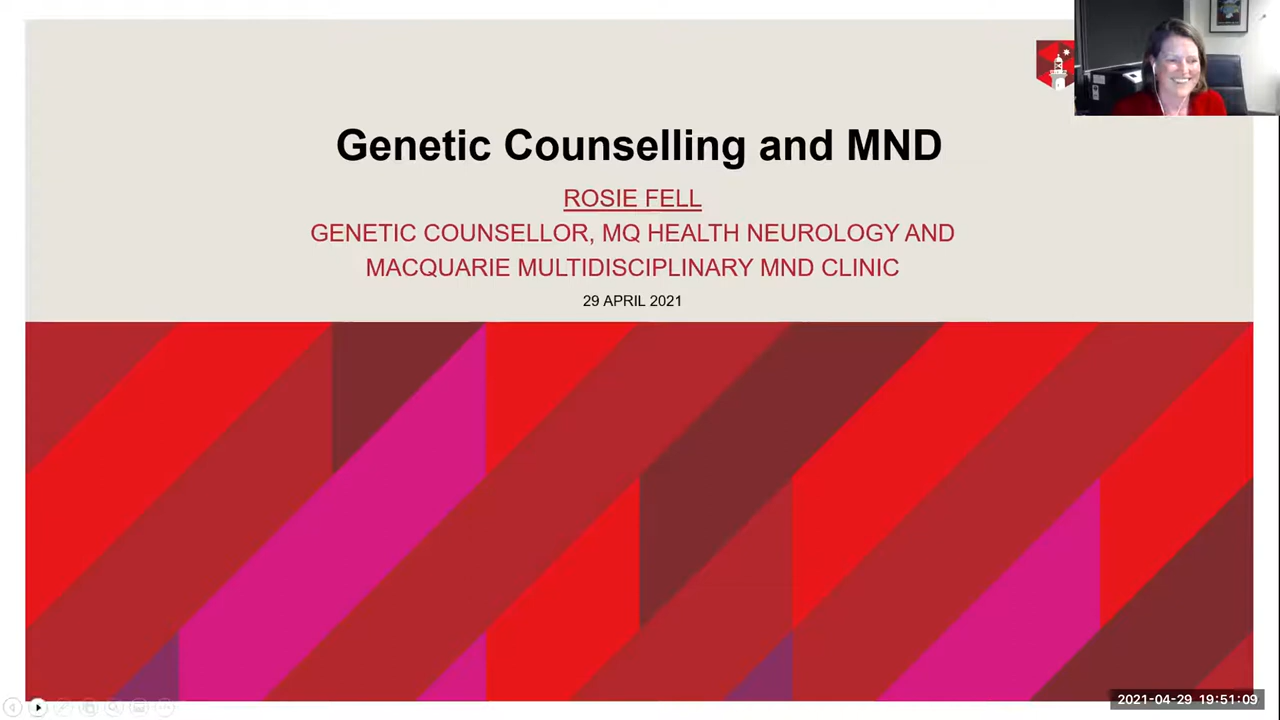 Genetic Counselling and MND
ROSIE FELL
GENETIC COUNSELLOR, MQ HEALTH NEUROLOGY AND
MACQUARIE MULTIDISCIPLINARY MND CLINIC
29 APRIL 2021
2021-04-29 19:51:09